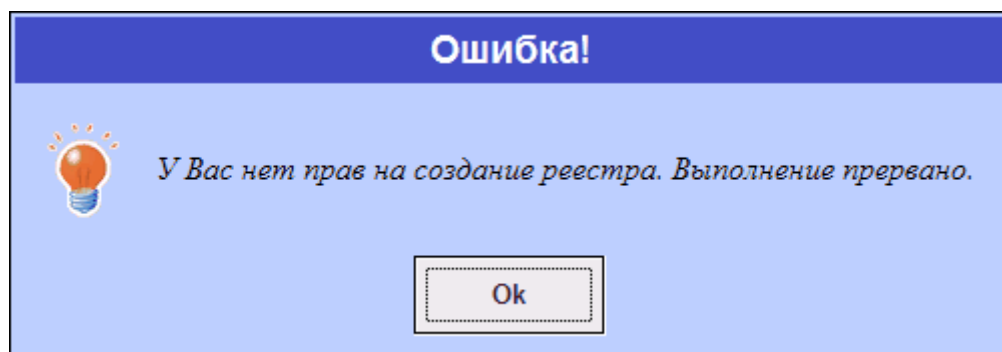 Ошибка!
У Вас нет прав на создание реестра. Выполнение прервано.
Ok